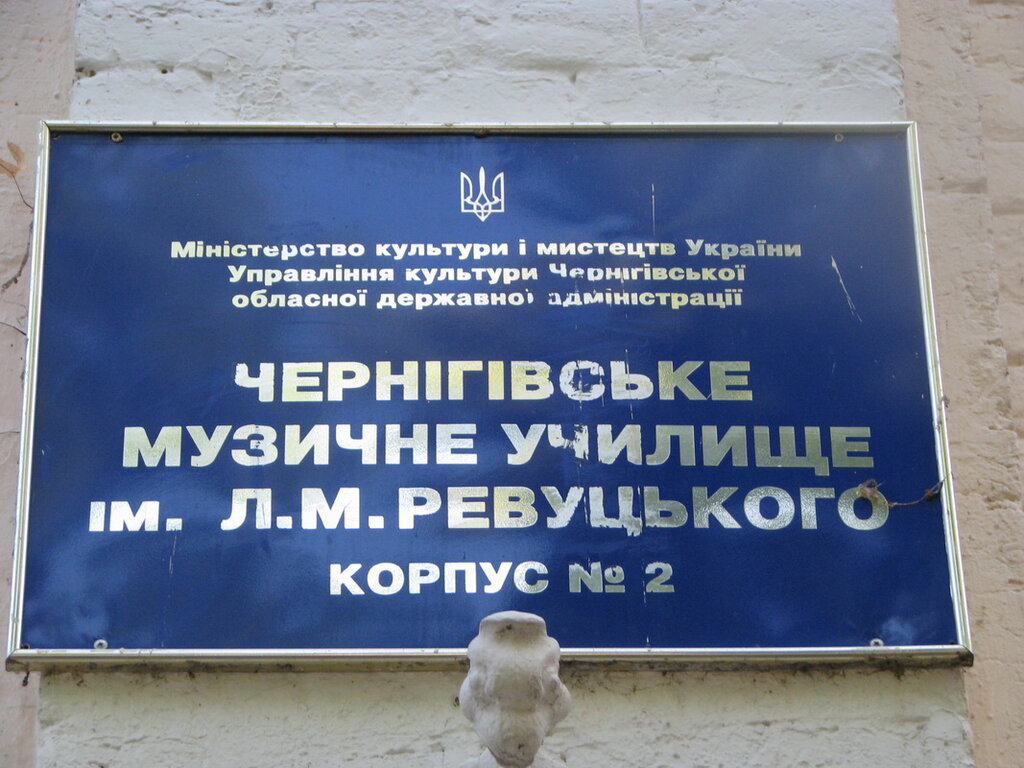 Міністерство культури і мистецтв України
Управління культури Чернігівської
обласної державної адміністрації
ЧЕРНІГІВСЬКЕ
МУЗИЧНЕ УЧИЛИЩЕ
ІМ. Л.М. РЕВУЦЬКОГО
КОРПУС № 2